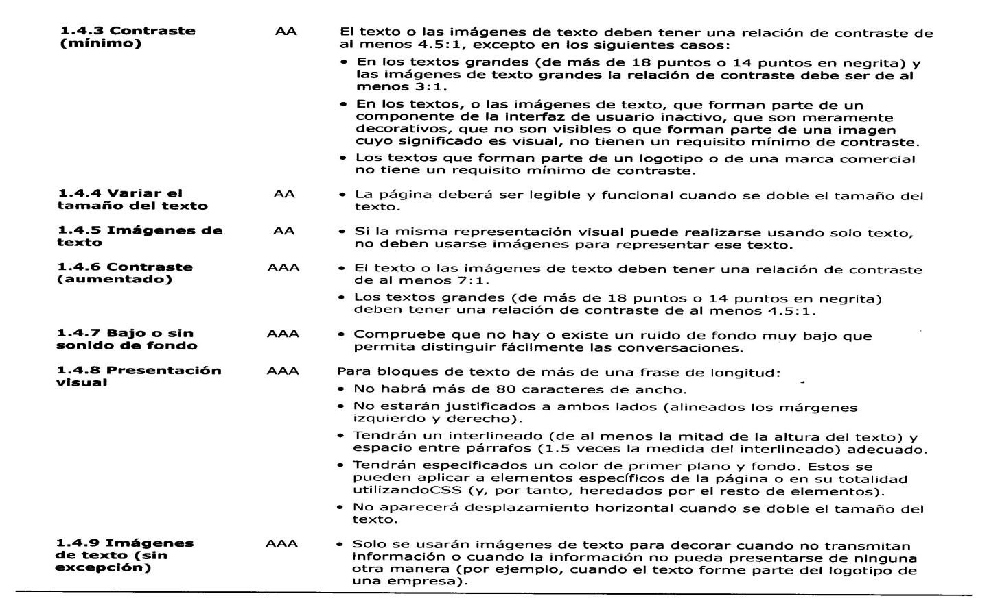 1.4.3 Contraste
(mínimo)
AA
El texto o las imágenes de texto deben tener una relación de contraste de
al menos 4.5:1, excepto en los siguientes casos:
• En los textos grandes (de más de 18 puntos o 14 puntos en negrita) y
las imágenes de texto grandes la relación de contraste debe ser de al
menos 3:1.
• En los textos, o las imágenes de texto, que forman parte de un
componente de la interfaz de usuario inactivo, que son meramente
decorativos, que no son visibles o que forman parte de una imagen
cuyo significado es visual, no tienen un requisito mínimo de contraste.
• Los textos que forman parte de un logotipo o de una marca comercial
no tiene un requisito mínimo de contraste.
1.4.4 Variar el
tamaño del texto
AA
• La página deberá ser legible y funcional cuando se doble el tamaño del
texto.
1.4.5 Imágenes de
texto
AA
• Si la misma representación visual puede realizarse usando solo texto,
no deben usarse imágenes para representar ese texto.
1.4.6 Contraste
(aumentado)
AAA
• El texto o las imágenes de texto deben tener una relación de contraste
de al menos 7:1.
• Los textos grandes (de más de 18 puntos o 14 puntos en negrita)
deben tener una relación de contraste de al menos 4.5:1.
1.4.7 Bajo o sin
sonido de fondo
AAA
• Compruebe que no hay o existe un ruido de fondo muy bajo que
permita distinguir fácilmente las conversaciones.
1.4.8 Presentación
visual
AAA
Para bloques de texto de más de una frase de longitud:
• No habrá más de 80 caracteres de ancho.
• No estarán justificados a ambos lados (alineados los márgenes
izquierdo y derecho).
• Tendrán un interlineado (de al menos la mitad de la altura del texto) y
espacio entre párrafos (1.5 veces la medida del interlineado) adecuado.
• Tendrán especificados un color de primer plano y fondo. Estos se
pueden aplicar a elementos específicos de la página o en su totalidad
utilizandoCSS (y, por tanto, heredados por el resto de elementos).
• No aparecerá desplazamiento horizontal cuando se doble el tamaño del
texto.
1.4.9 Imágenes
de texto (sin
excepción)
AAA
• Solo se usarán imágenes de texto para decorar cuando no transmitan
información o cuando la información no pueda presentarse de ninguna
otra manera (por ejemplo, cuando el texto forme parte del logotipo de
una empresa).